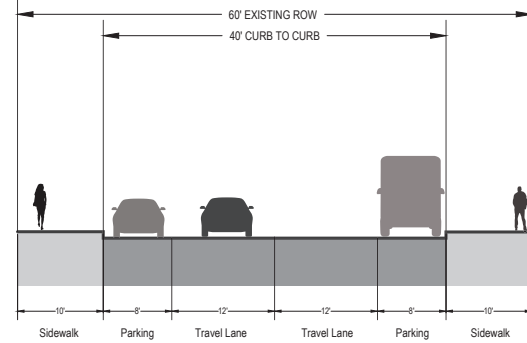 60' EXISTING ROW
40' CURB TO CURB
10' 8' 12' 12' 8' 10'
Sidewalk Parking Travel Lane Travel Lane Parking Sidewalk